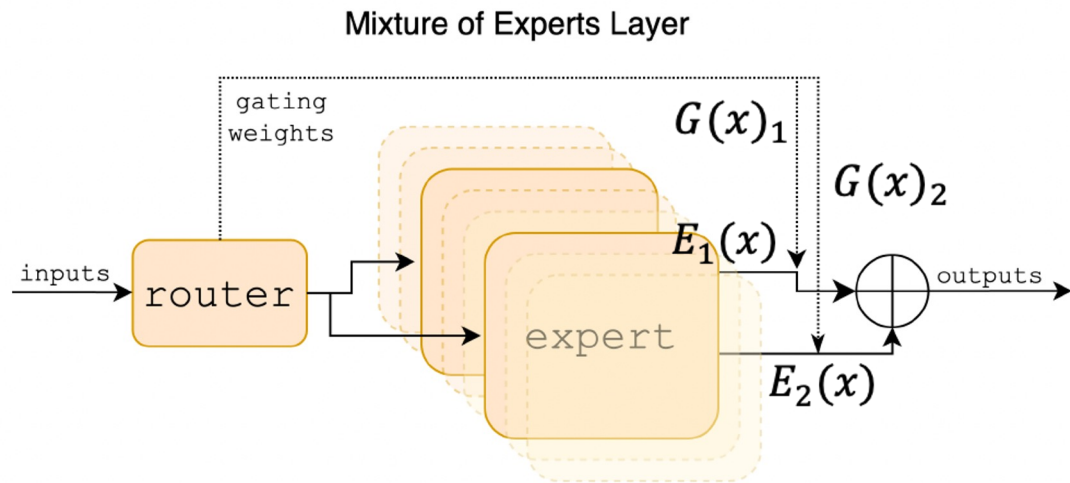 Mixture of Experts Layer
gating
weights
G(x)₁
G(x)₂
E₁(x)
inputs
router
expert
outputs
E₂(x)